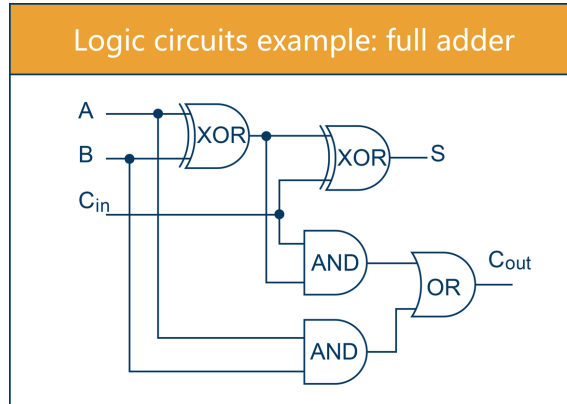 Logic circuits example: full adder
A
XOR
B
XOR
S
Cin
AND
Cout
OR
AND